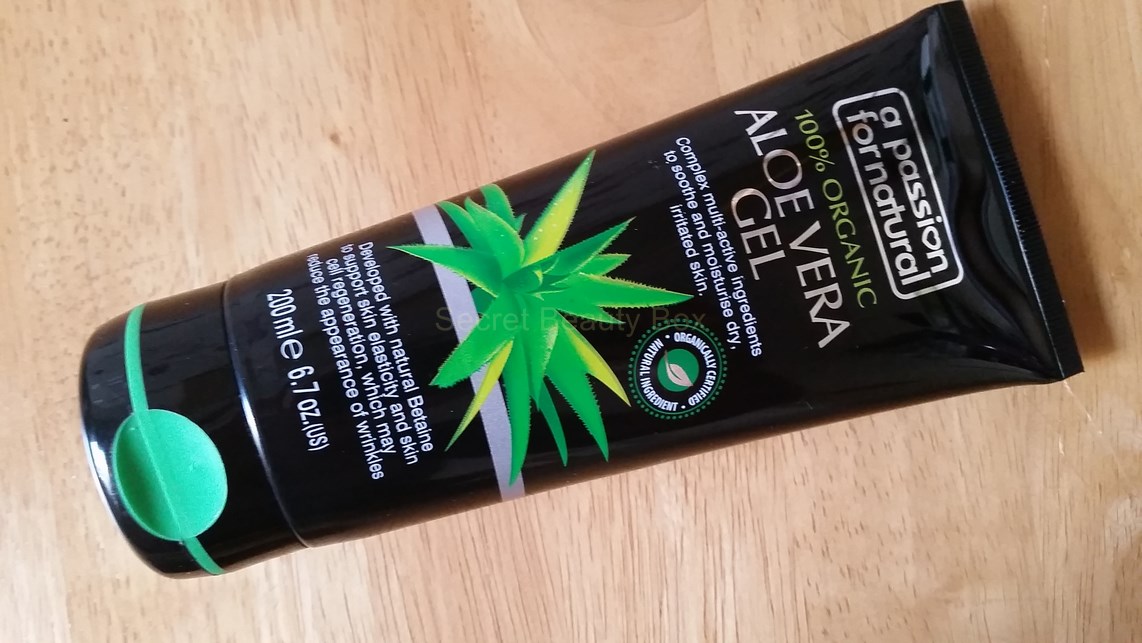 a passion
for natural
100% ORGANIC
ALOE VERA
GEL
Complex multi-active ingredients
to soothe and moisturise dry,
irritated skin.
• ORGANICALLY CERTIFIED • NATURAL INGREDIENT
Secret Beauty Box
Developed with natural Betaine
to support skin elasticity and skin
cell regeneration, which may
reduce the appearance of wrinkles
200ml℮ 6.7 oz.(US)